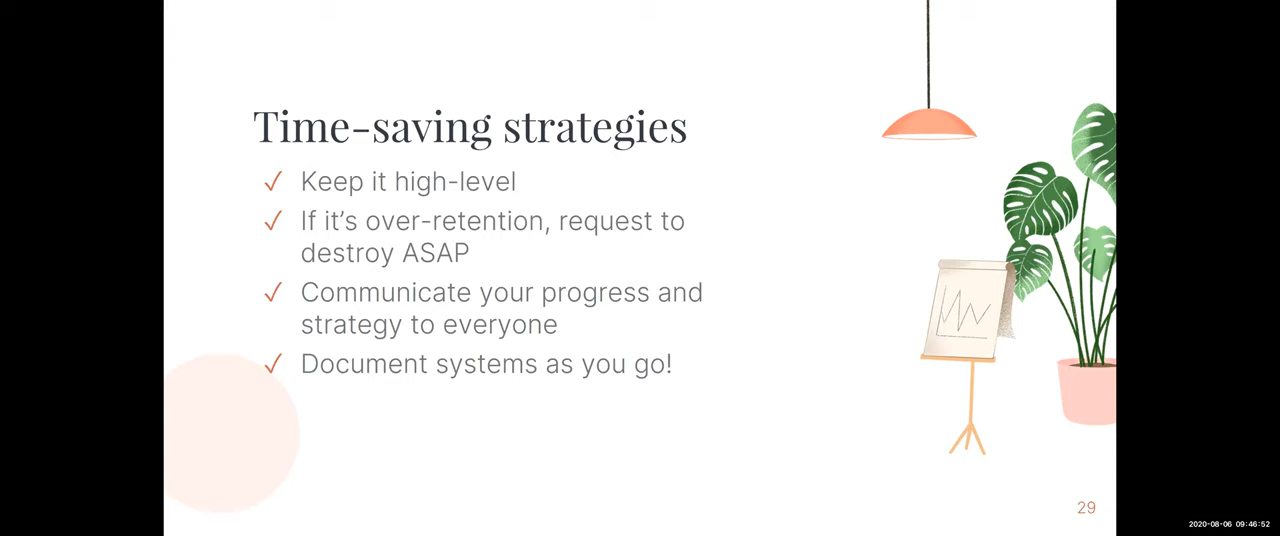 Time-saving strategies
✓ Keep it high-level
✓ If it’s over-retention, request to
destroy ASAP
✓ Communicate your progress and
strategy to everyone
✓ Document systems as you go!
29
2020-08-06 09:46:52